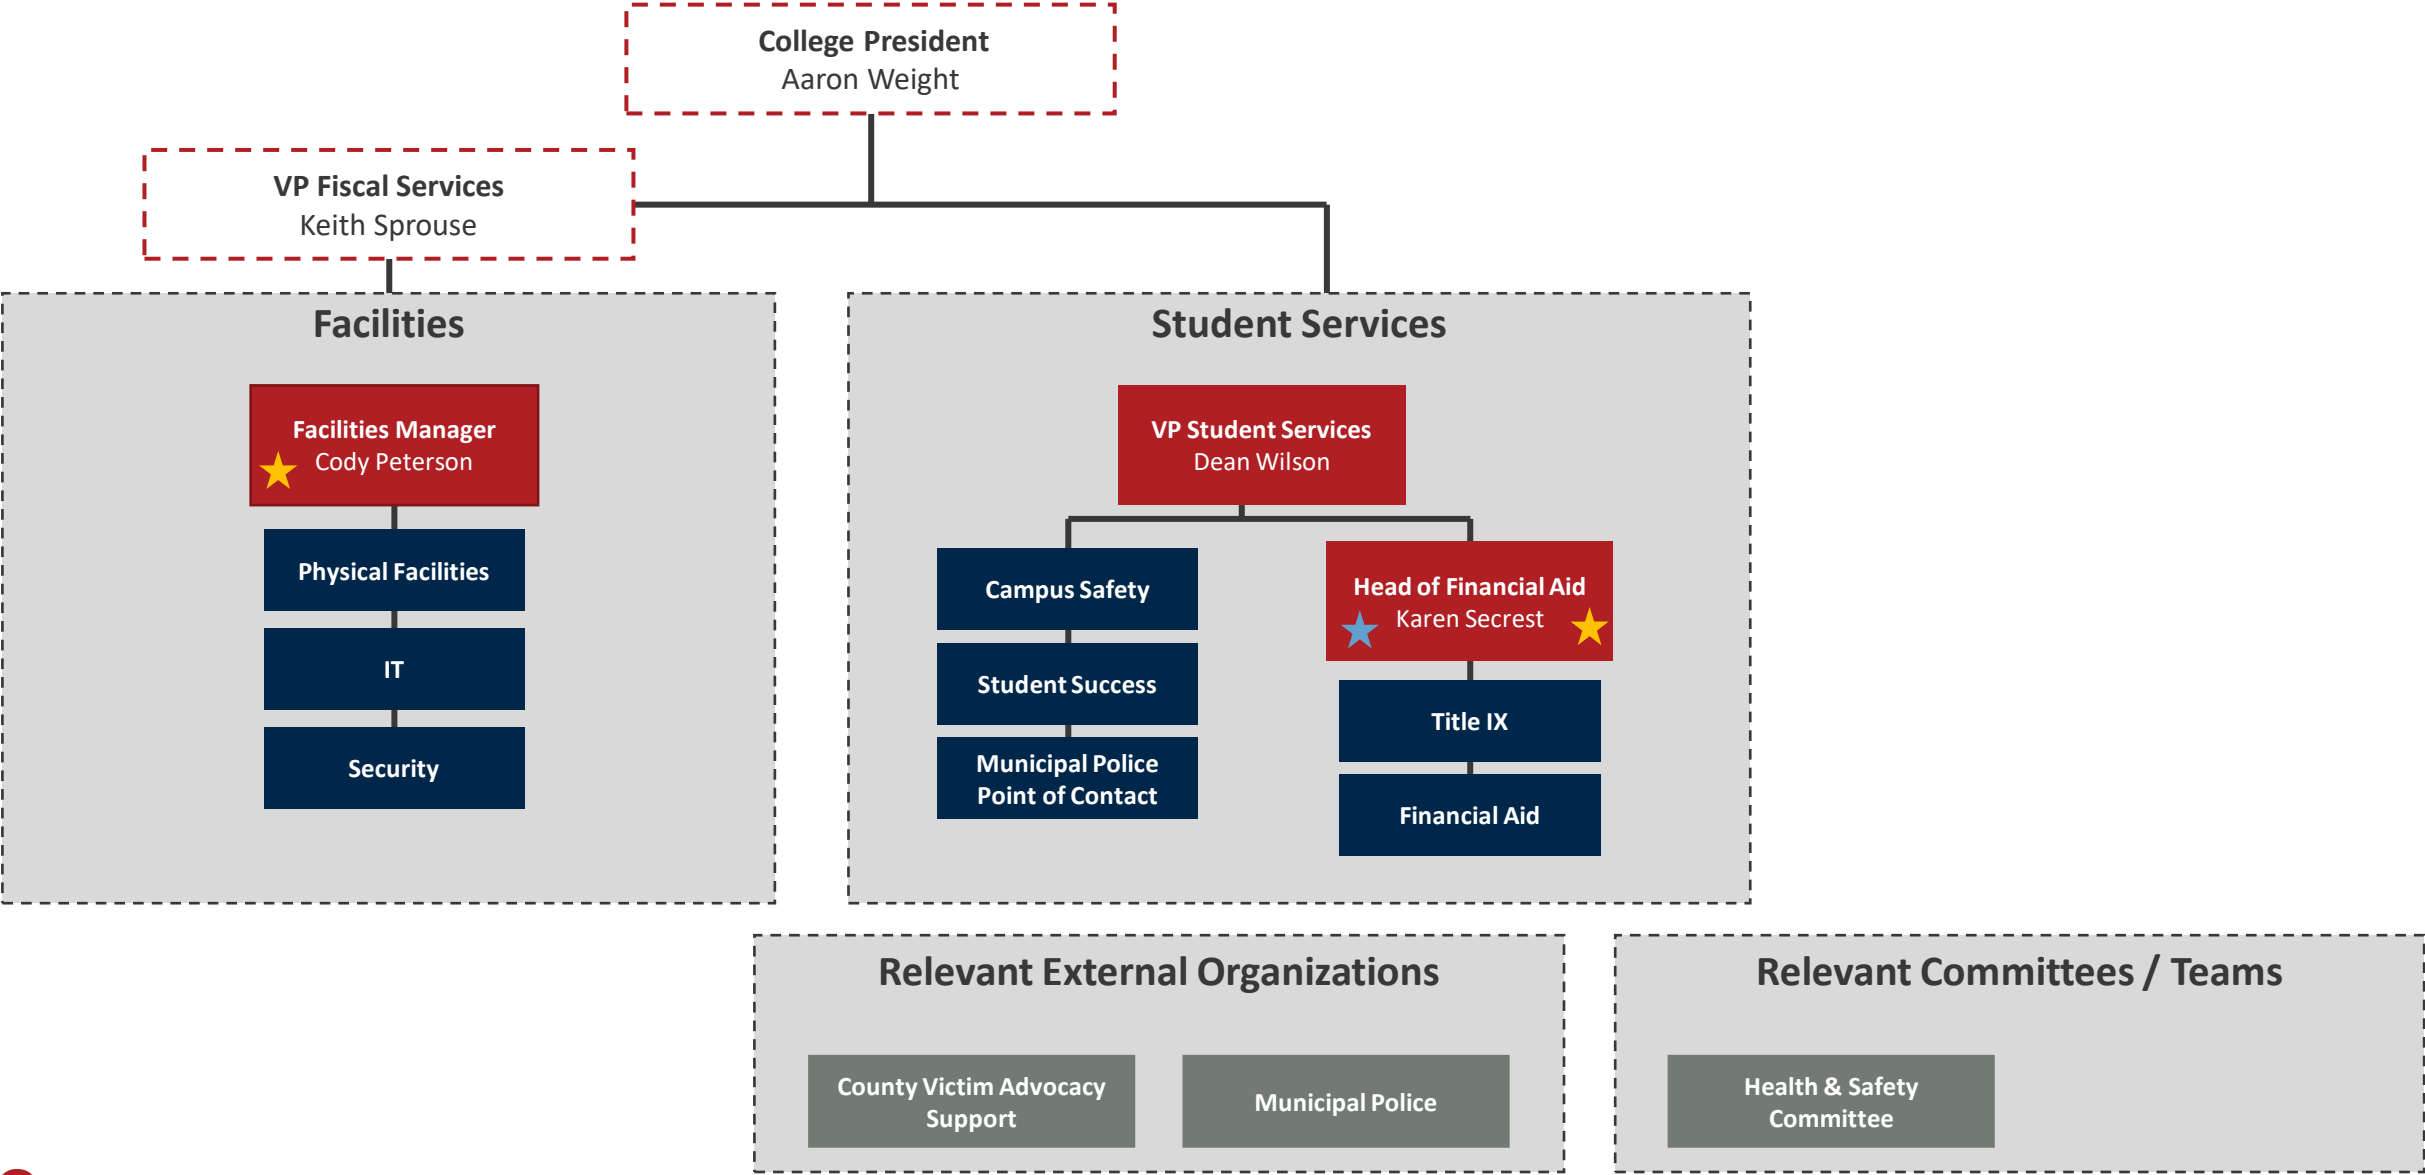 College President
Aaron Weight
VP Fiscal Services
Keith Sprouse
Facilities
Facilities Manager
Cody Peterson
Physical Facilities
IT
Security
Student Services
VP Student Services
Dean Wilson
Campus Safety
Student Success
Municipal Police
Point of Contact
Head of Financial Aid
Karen Secrest
Title IX
Financial Aid
Relevant External Organizations
County Victim Advocacy
Support
Municipal Police
Relevant Committees / Teams
Health & Safety
Committee